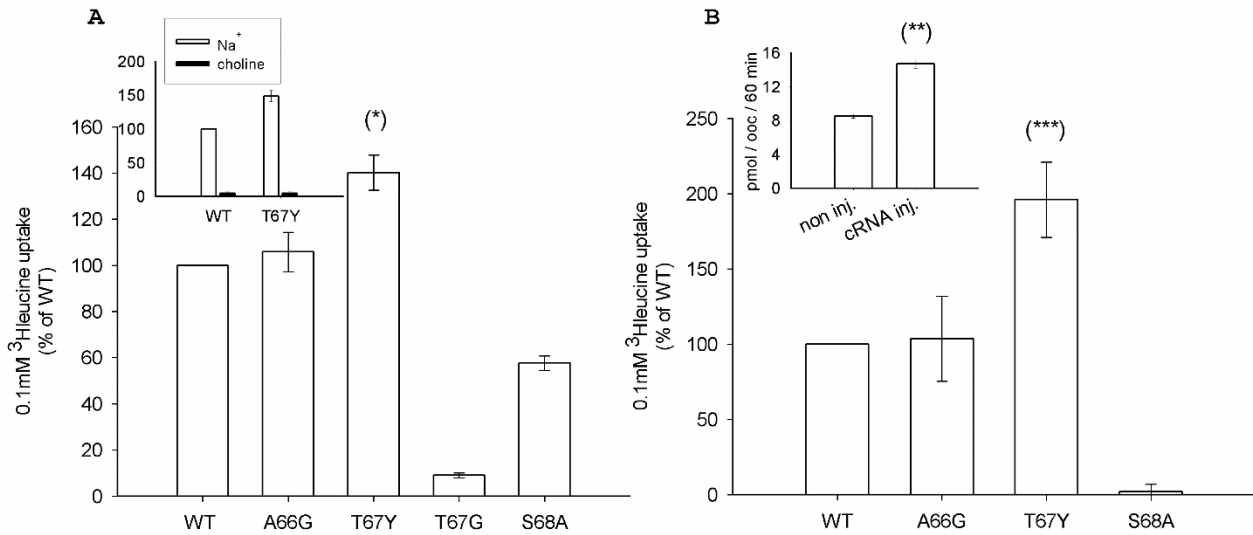 A
Na+
choline
200
150
100
50
0
WT T67Y
160
140
120
100
80
60
40
20
0
(*)
0.1mM 3Hleucine uptake
(% of WT)
WT A66G T67Y T67G S68A
B
(**)
16
12
8
4
0
pmol / ooc / 60 min
non inj.
cRNA inj.
250
200
150
100
50
0
(***)
0.1mM 3Hleucine uptake
(% of WT)
WT A66G T67Y S68A